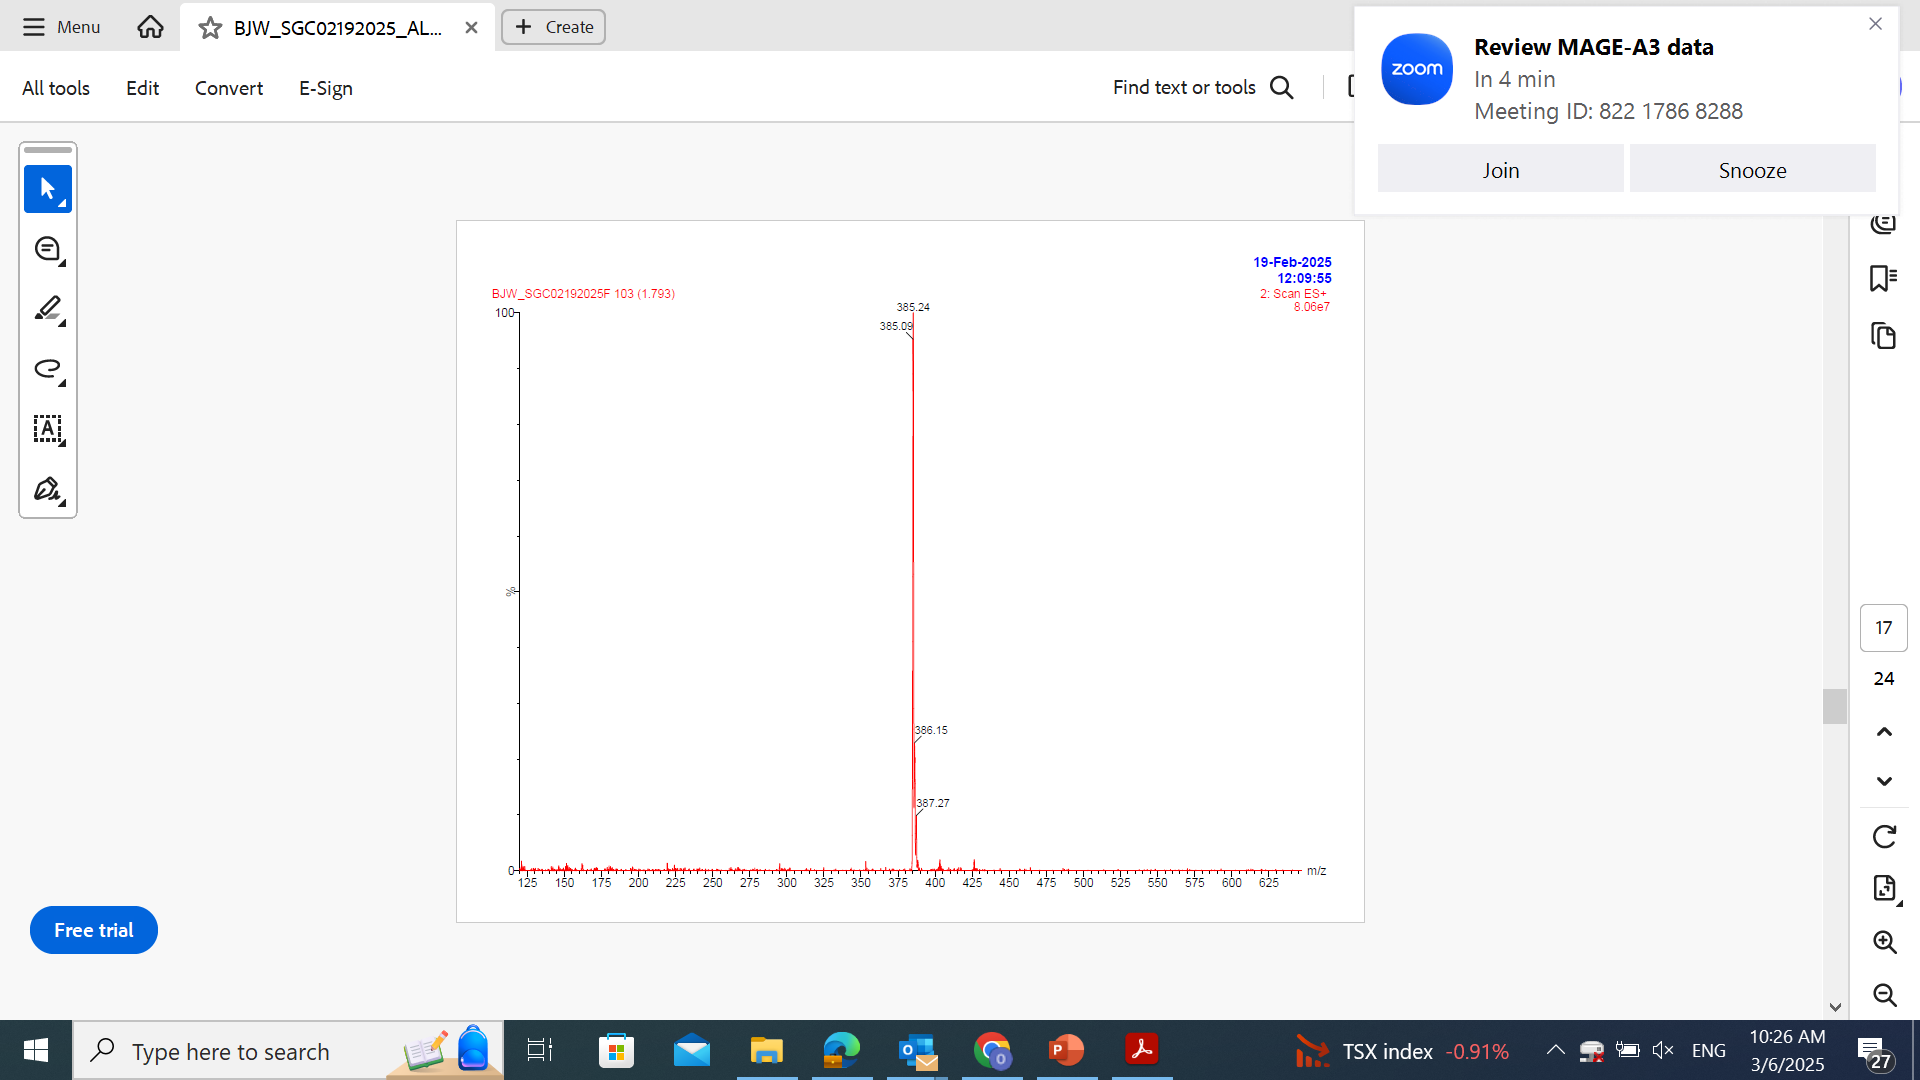 Menu
BJW_SGC02192025_AL...
Create
All tools
Edit
Convert
E-Sign
Find text or tools
zoom
Review MAGE-A3 data
In 4 min
Meeting ID: 822 1786 8288
Join
Snooze
19-Feb-2025
12:09:55
BJW_SGC02192025F 103 (1.793)
2: Scan ES+
8.06e7
385.24
385.09
100
%
386.15
387.27
0
m/z
125 150 175 200 225 250 275 300 325 350 375 400 425 450 475 500 525 550 575 600 625
A
17
24
Free trial
Type here to search
TSX index -0.91%
ENG
10:26 AM
3/6/2025
27